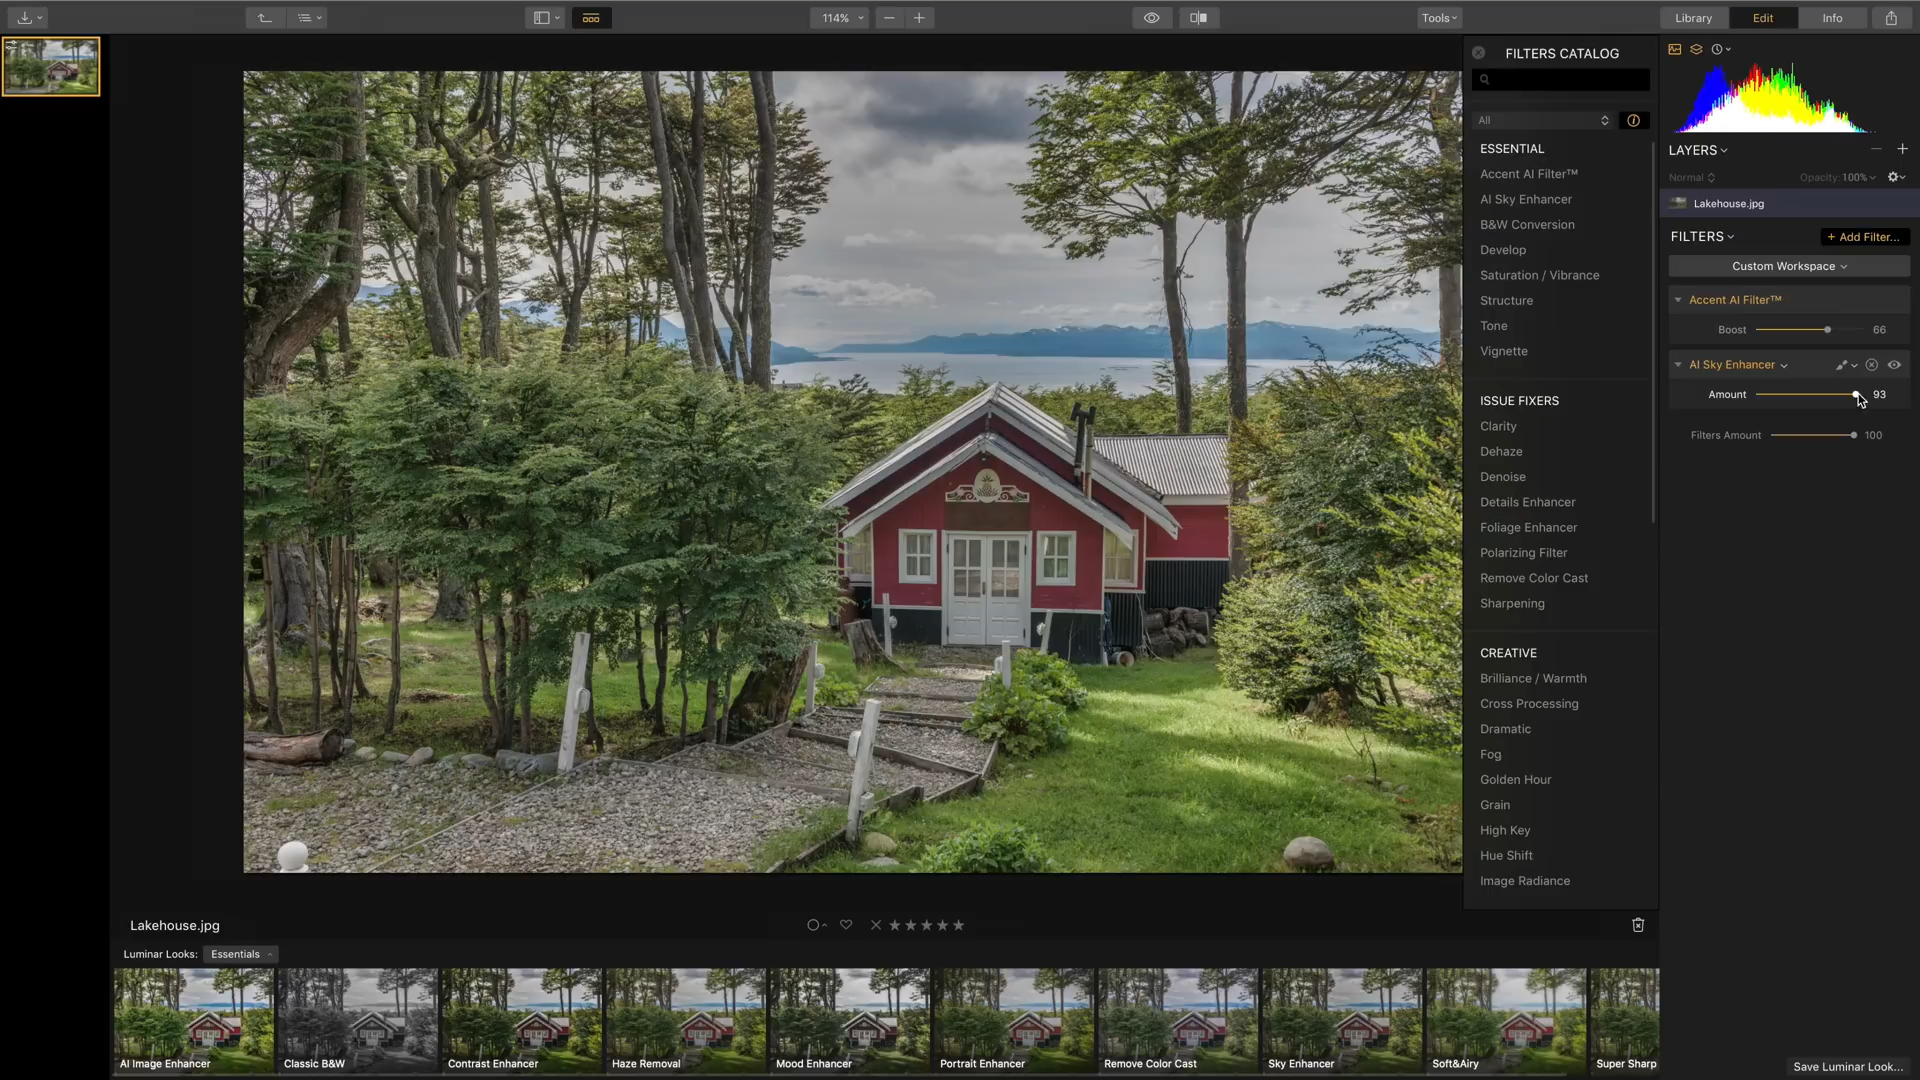 114%
Tools
Library
Edit
Info
FILTERS CATALOG
All
ESSENTIAL
Accent AI Filter™
AI Sky Enhancer
B&W Conversion
Develop
Saturation / Vibrance
Structure
Tone
Vignette
ISSUE FIXERS
Clarity
Dehaze
Denoise
Details Enhancer
Foliage Enhancer
Polarizing Filter
Remove Color Cast
Sharpening
CREATIVE
Brilliance / Warmth
Cross Processing
Dramatic
Fog
Golden Hour
Grain
High Key
Hue Shift
Image Radiance
LAYERS
Normal
Opacity: 100%
Lakehouse.jpg
FILTERS
+ Add Filter...
Custom Workspace
Accent AI Filter™
Boost 66
AI Sky Enhancer
Amount 93
Filters Amount 100
Lakehouse.jpg
Luminar Looks: Essentials
AI Image Enhancer
Classic B&W
Contrast Enhancer
Haze Removal
Mood Enhancer
Portrait Enhancer
Remove Color Cast
Sky Enhancer
Soft&Airy
Super Sharp
Save Luminar Look...